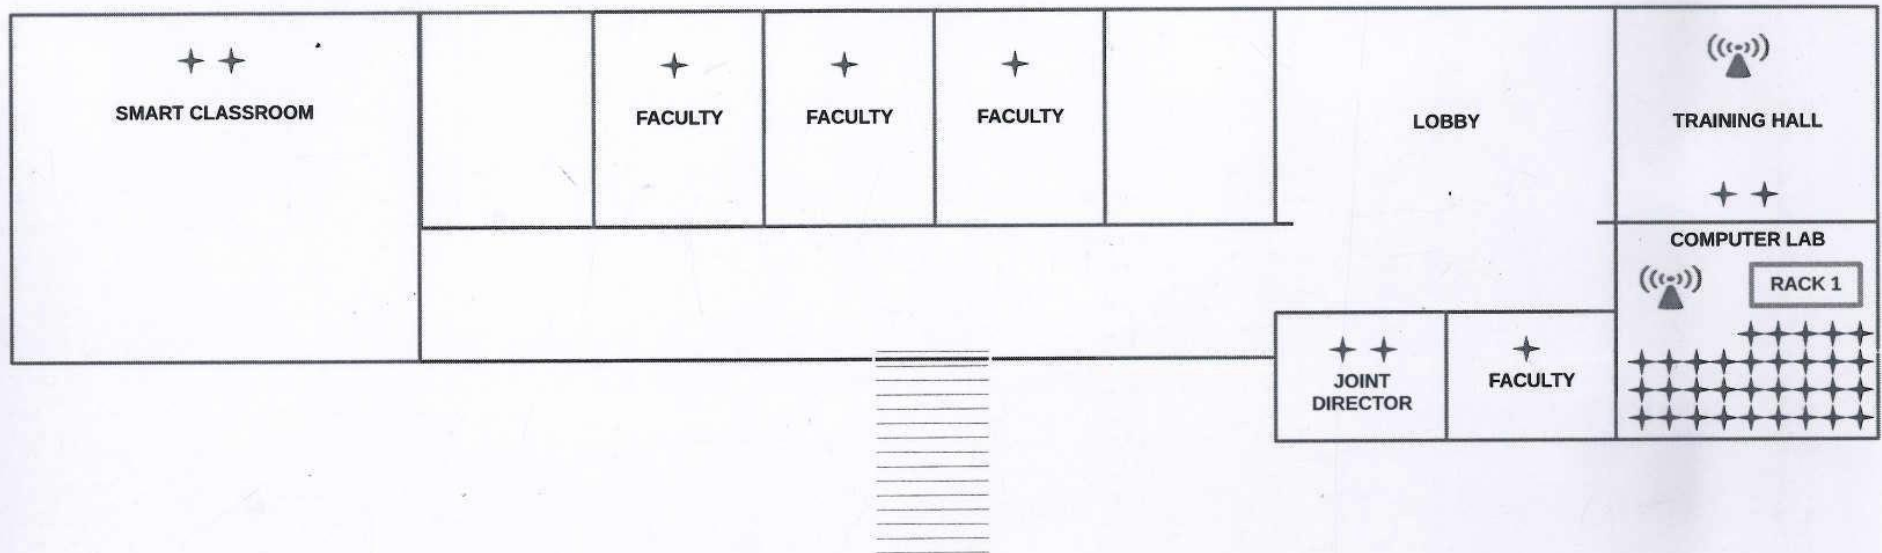 SMART CLASSROOM
FACULTY
FACULTY
FACULTY
LOBBY
TRAINING HALL
COMPUTER LAB
RACK 1
JOINT
DIRECTOR
FACULTY